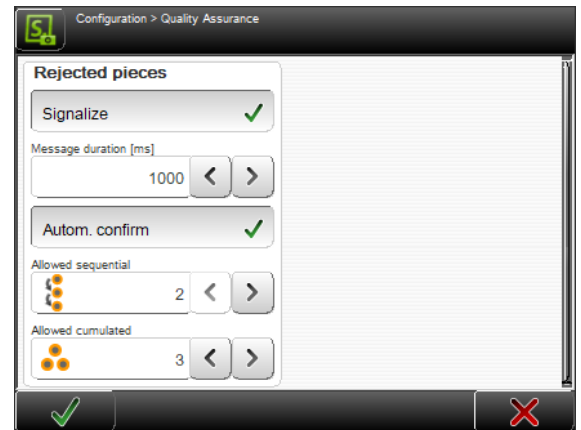 Configuration > Quality Assurance
Rejected pieces
Signalize
Message duration [ms]
1000
Autom. confirm
Allowed sequential
2
Allowed cumulated
3